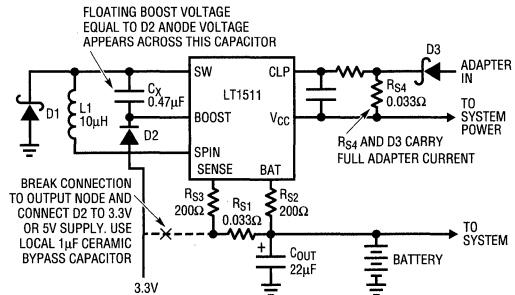 FLOATING BOOST VOLTAGE
EQUAL TO D2 ANODE VOLTAGE
APPEARS ACROSS THIS CAPACITOR
D3
SW
CLP
ADAPTER
IN
CX
0.47µF
LT1511
RS4
0.033Ω
D1
L1
10µH
BOOST
VCC
TO
SYSTEM
POWER
D2
RS4 AND D3 CARRY
FULL ADAPTER CURRENT
SPIN
SENSE
BAT
BREAK CONNECTION
TO OUTPUT NODE AND
CONNECT D2 TO 3.3V
OR 5V SUPPLY. USE
LOCAL 1µF CERAMIC
BYPASS CAPACITOR
RS3
200Ω
RS1
0.033Ω
RS2
200Ω
TO
SYSTEM
+
COUT
22µF
BATTERY
3.3V